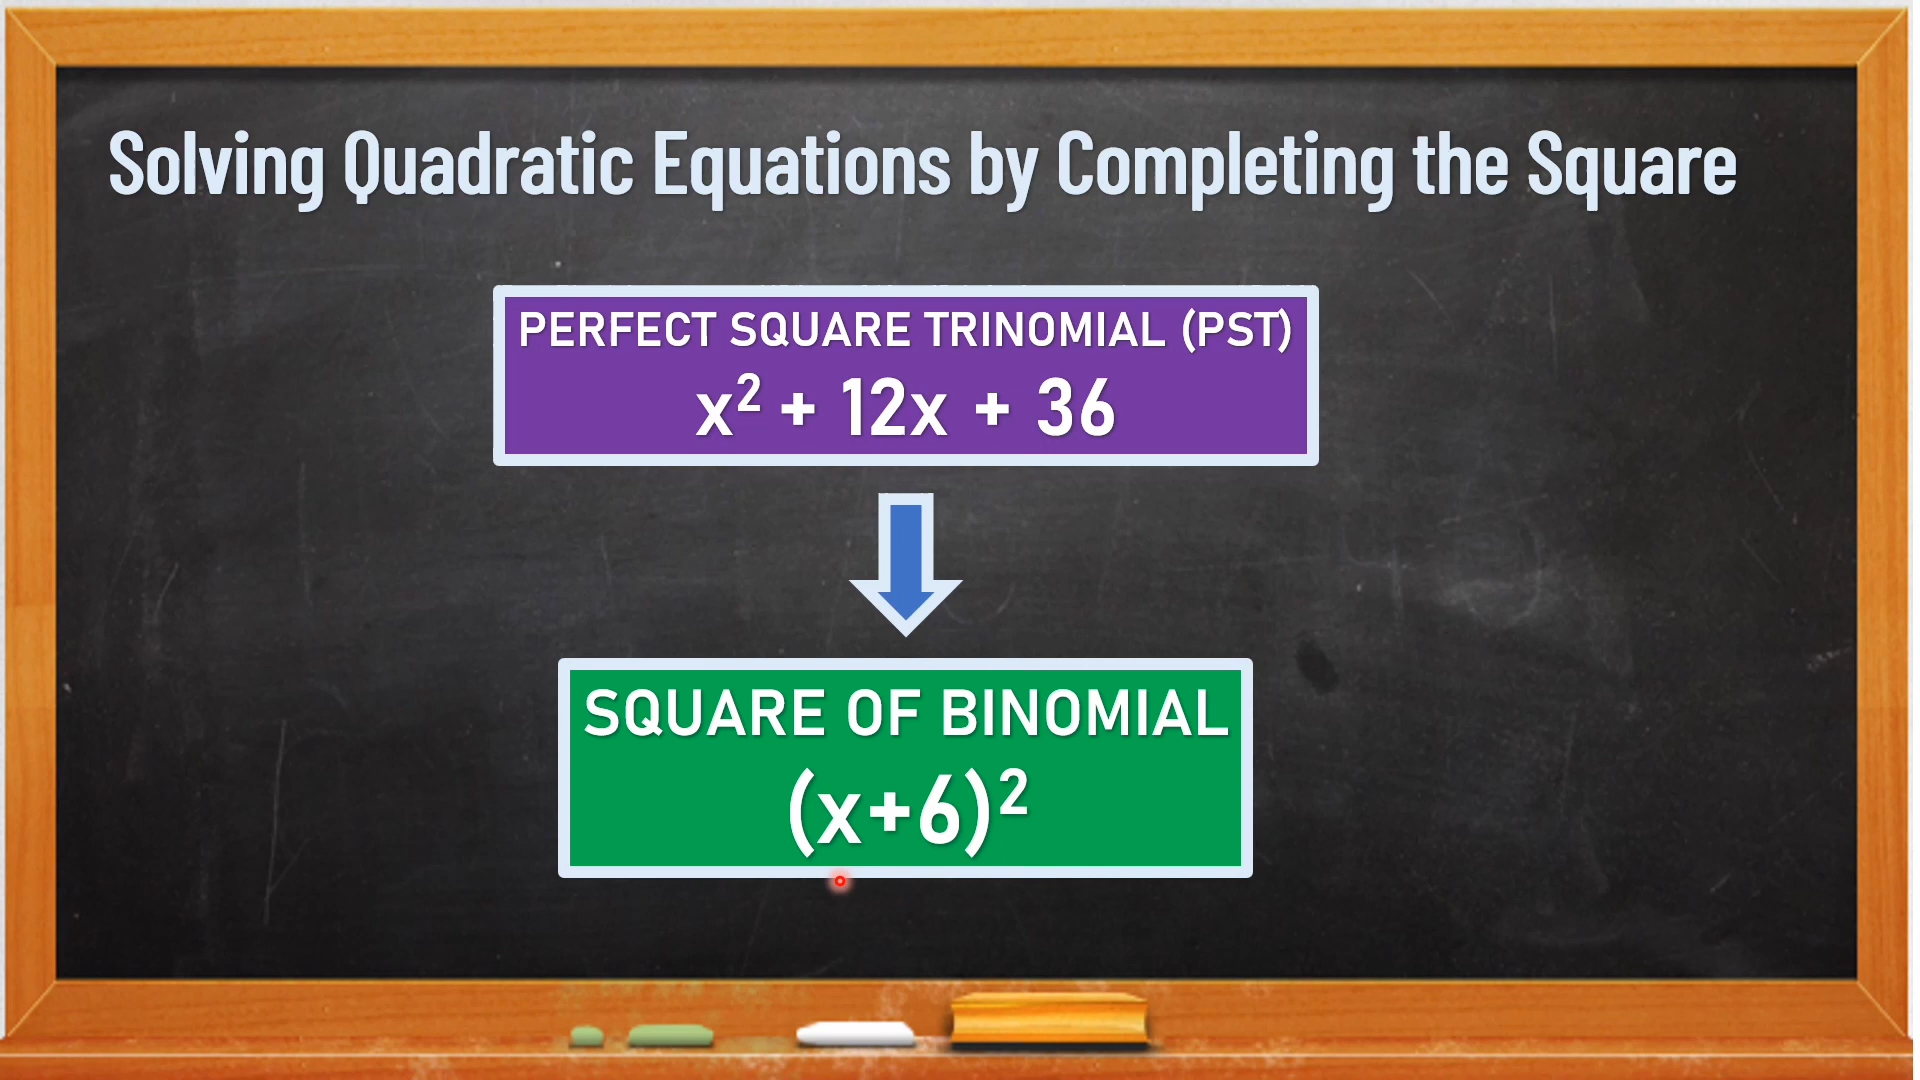 Solving Quadratic Equations by Completing the Square
PERFECT SQUARE TRINOMIAL (PST)
x² + 12x + 36
SQUARE OF BINOMIAL
(x+6)²